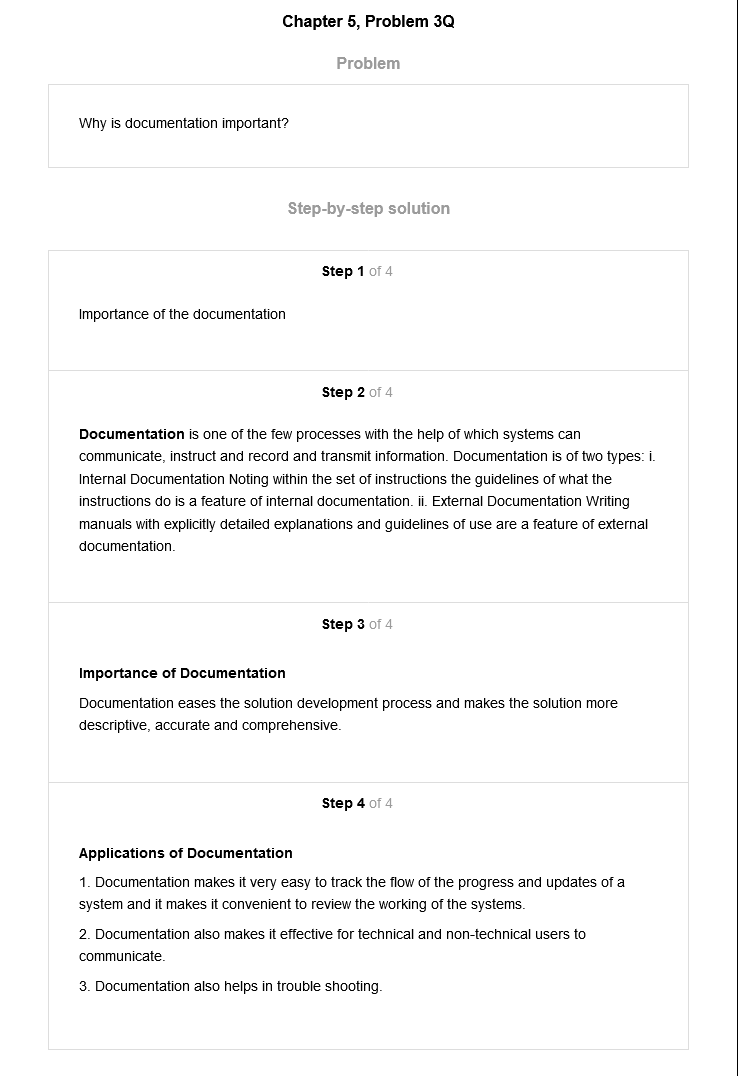 Chapter 5, Problem 3Q
Problem
Why is documentation important?
Step-by-step solution
Step 1 of 4
Importance of the documentation
Step 2 of 4
Documentation is one of the few processes with the help of which systems can
communicate, instruct and record and transmit information. Documentation is of two types: i.
Internal Documentation Noting within the set of instructions the guidelines of what the
instructions do is a feature of internal documentation. ii. External Documentation Writing
manuals with explicitly detailed explanations and guidelines of use are a feature of external
documentation.
Step 3 of 4
Importance of Documentation
Documentation eases the solution development process and makes the solution more
descriptive, accurate and comprehensive.
Step 4 of 4
Applications of Documentation
1. Documentation makes it very easy to track the flow of the progress and updates of a
system and it makes it convenient to review the working of the systems.
2. Documentation also makes it effective for technical and non-technical users to
communicate.
3. Documentation also helps in trouble shooting.